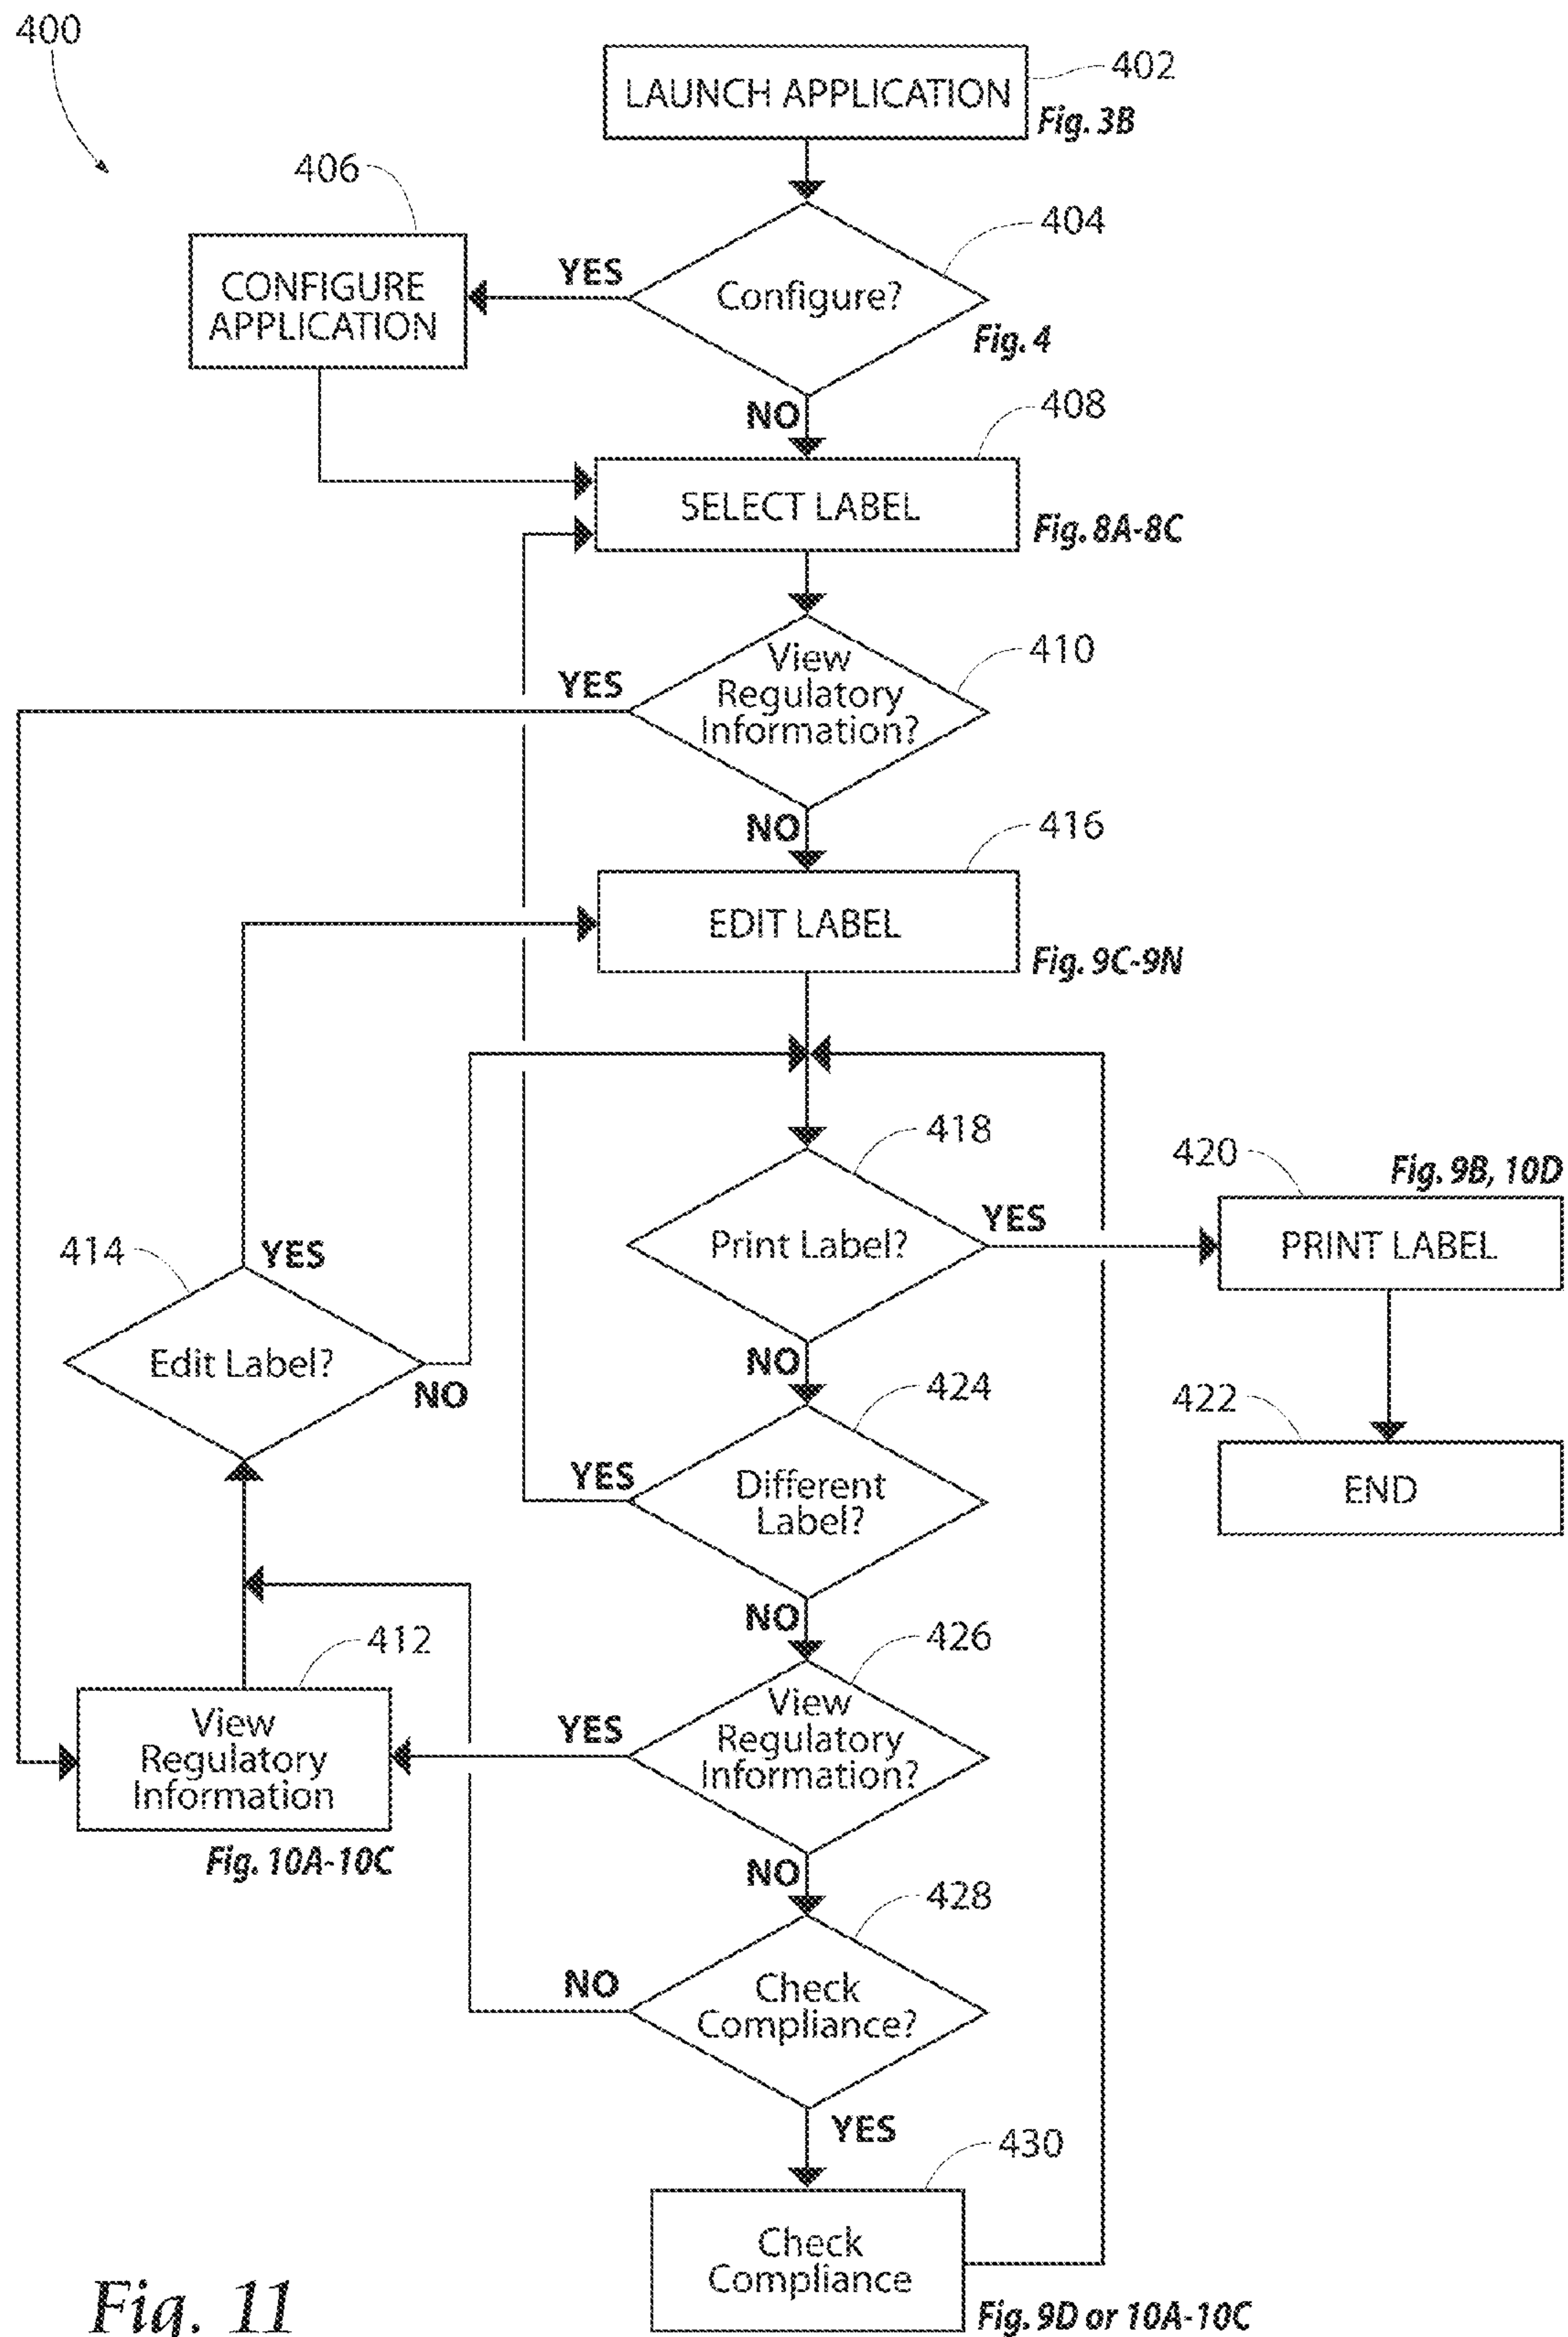 400
LAUNCH APPLICATION
402
Fig. 3B
406
404
CONFIGURE
APPLICATION
YES
Configure?
Fig. 4
NO
408
SELECT LABEL
Fig. 8A-8C
410
YES
View
Regulatory
Information?
NO
416
EDIT LABEL
Fig. 9C-9N
418
420
Fig. 9B, 10D
Print Label?
YES
PRINT LABEL
414
YES
Edit Label?
NO
NO
424
422
YES
Different
Label?
END
NO
426
412
View
Regulatory
Information
YES
View
Regulatory
Information?
Fig. 10A-10C
NO
428
NO
Check
Compliance?
YES
430
Check
Compliance
Fig. 9D or 10A-10C
Fig. 11